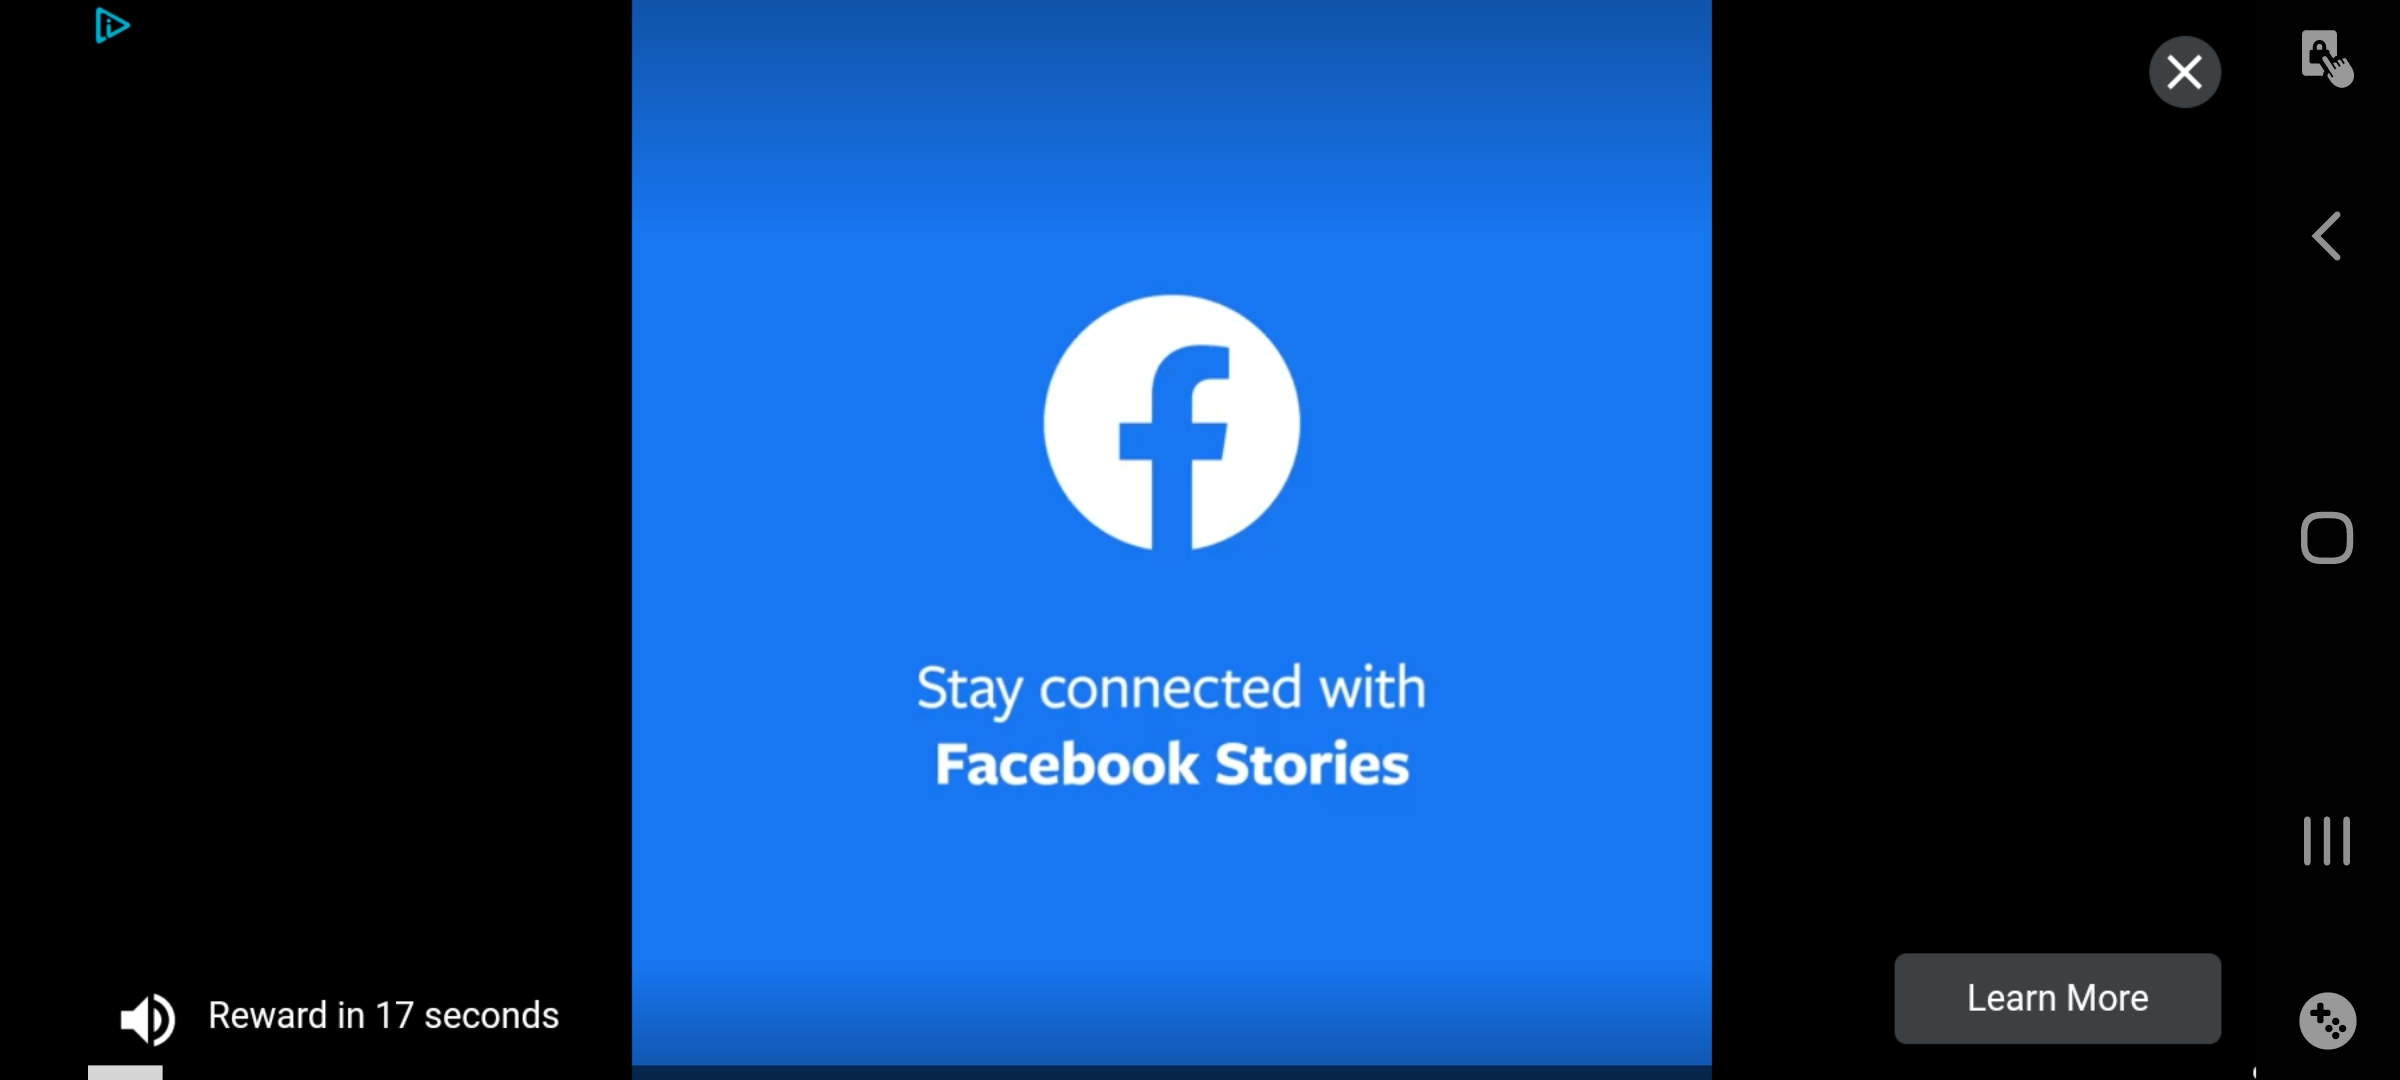 Stay connected with
Facebook Stories
Reward in 17 seconds
Learn More